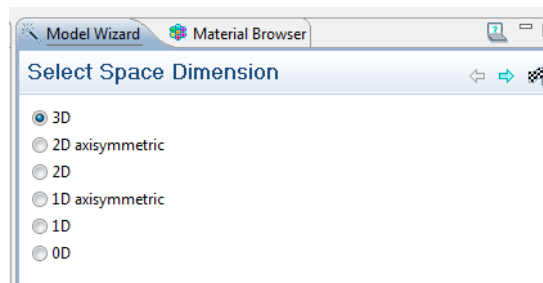 Model Wizard Material Browser
Select Space Dimension
3D
2D axisymmetric
2D
1D axisymmetric
1D
0D